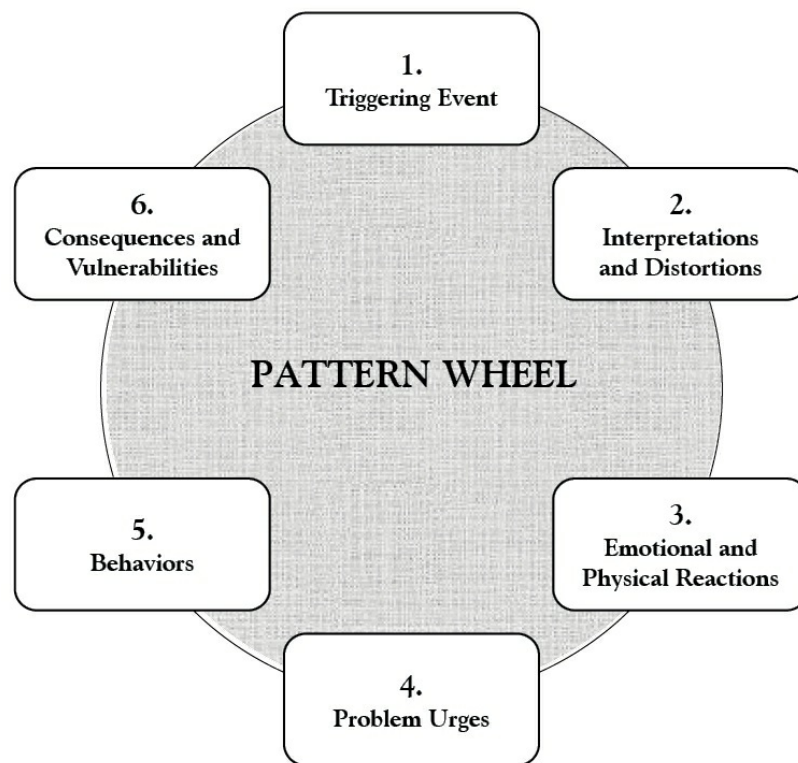 1.
Triggering Event
2.
Interpretations
and Distortions
3.
Emotional and
Physical Reactions
4.
Problem Urges
5.
Behaviors
6.
Consequences and
Vulnerabilities
PATTERN WHEEL